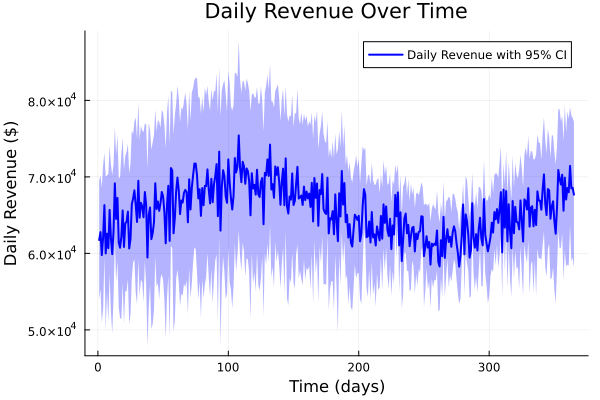 Daily Revenue Over Time
Daily Revenue with 95% CI
Daily Revenue ($)
8.0×10⁴
7.0×10⁴
6.0×10⁴
5.0×10⁴
0 100 200 300
Time (days)